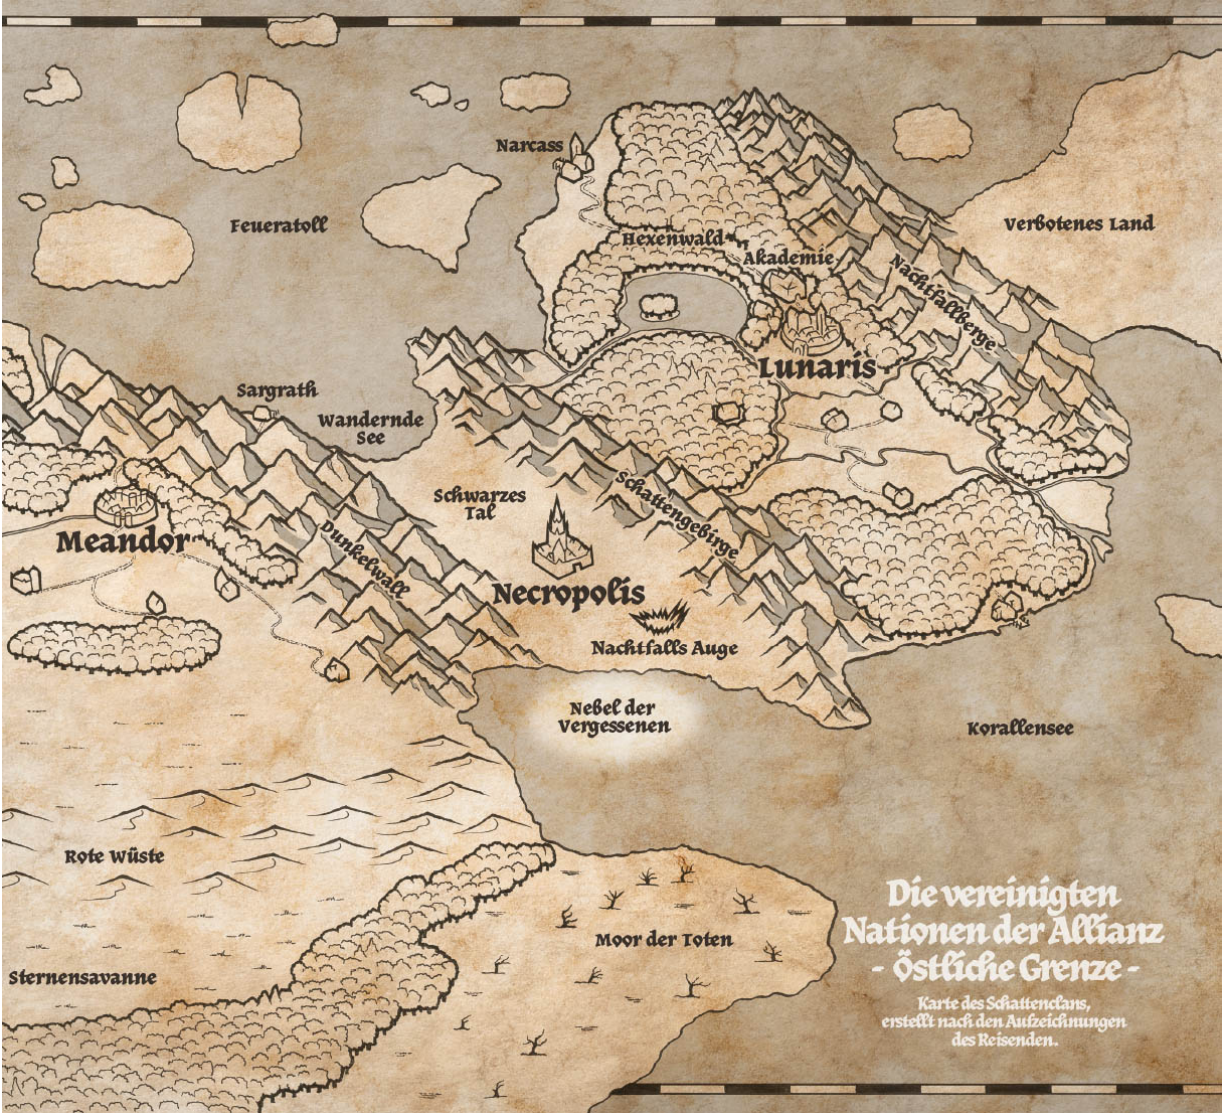 Narcass
Feueratoll
Verbotenes Land
Hexenwald
Akademie
Nachtfallberge
Lunaris
Sargrath
Wandernde
See
Schwarzes
Tal
Schattengebirge
Meandor
Dunkelwall
Necropolis
Nachtfalls Auge
Nebel der
Vergessenen
Korallensee
Rote Wüste
Moor der Toten
Sternensavanne
Die vereinigten
Nationen der Allianz
- östliche Grenze -
Karte des Schattenclans,
erstellt nach den Aufzeichnungen
des Reisenden.